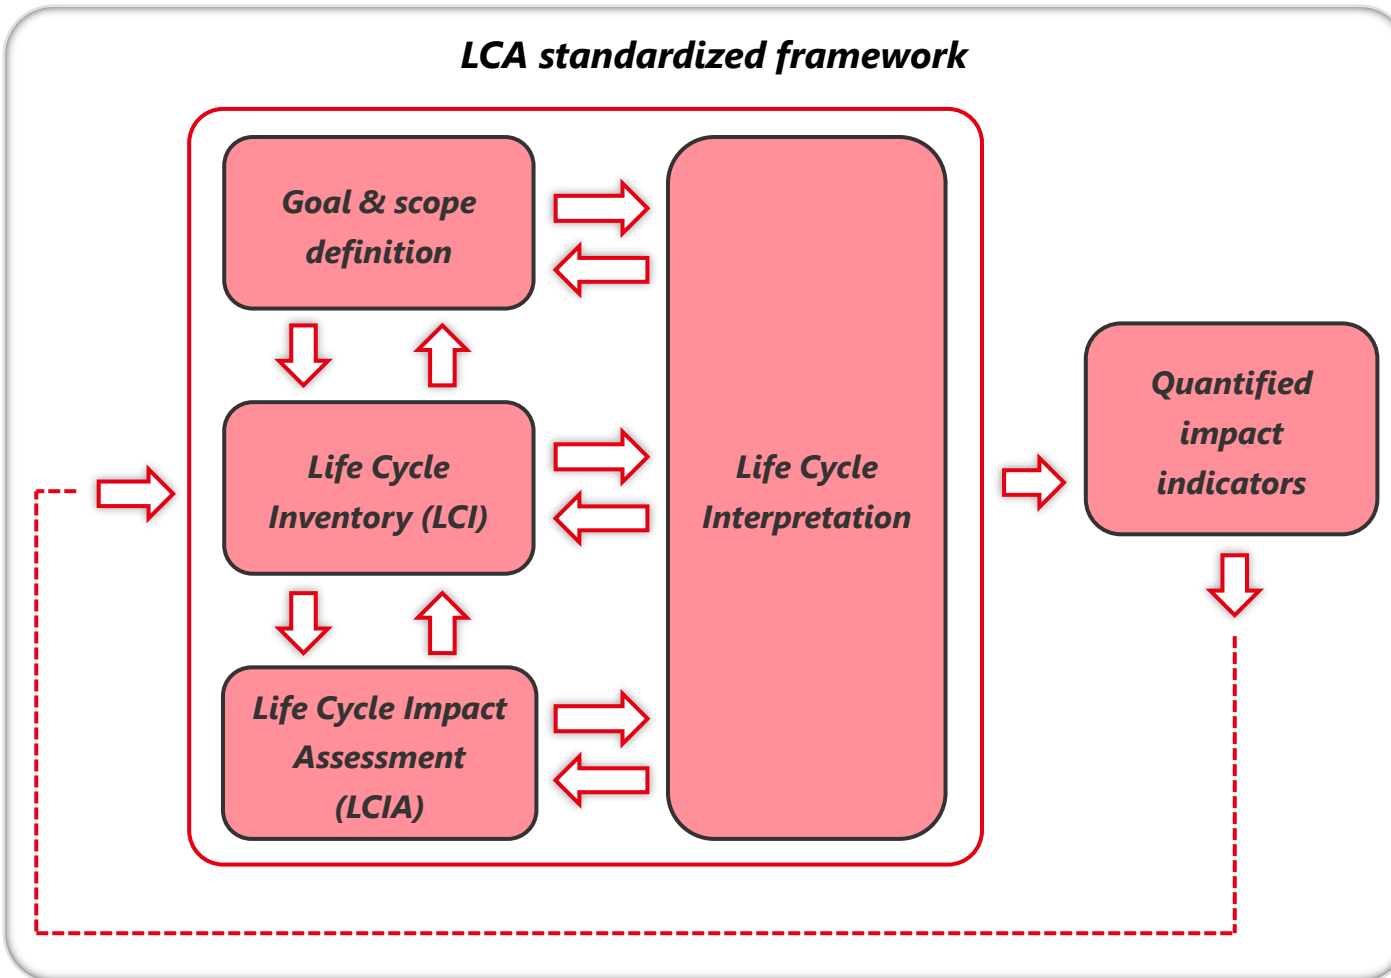 LCA standardized framework
Goal & scope
definition
Life Cycle
Inventory (LCI)
Life Cycle Impact
Assessment
(LCIA)
Life Cycle
Interpretation
Quantified
impact
indicators